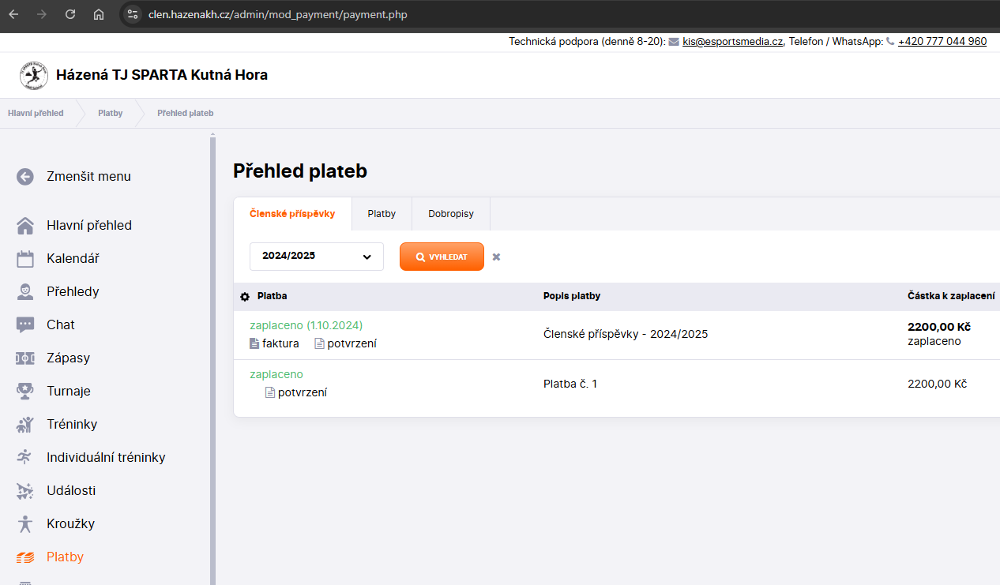 clen.hazenakh.cz/admin/mod_payment/payment.php
Technická podpora (denně 8-20): kis@esportsmedia.cz, Telefon / WhatsApp: +420 777 044 960
Házená TJ SPARTA Kutná Hora
Hlavní přehled Platby Přehled plateb
Zmenšit menu
Hlavní přehled
Kalendář
Přehledy
Chat
Zápasy
Turnaje
Tréninky
Individuální tréninky
Události
Kroužky
Platby
Přehled plateb
Členské příspěvky Platby Dobropisy
2024/2025 VYHLEDAT
Platba Popis platby Částka k zaplacení
zaplaceno (1.10.2024)
faktura potvrzení
Členské příspěvky - 2024/2025
2200,00 Kč
zaplaceno
zaplaceno
potvrzení
Platba č. 1
2200,00 Kč